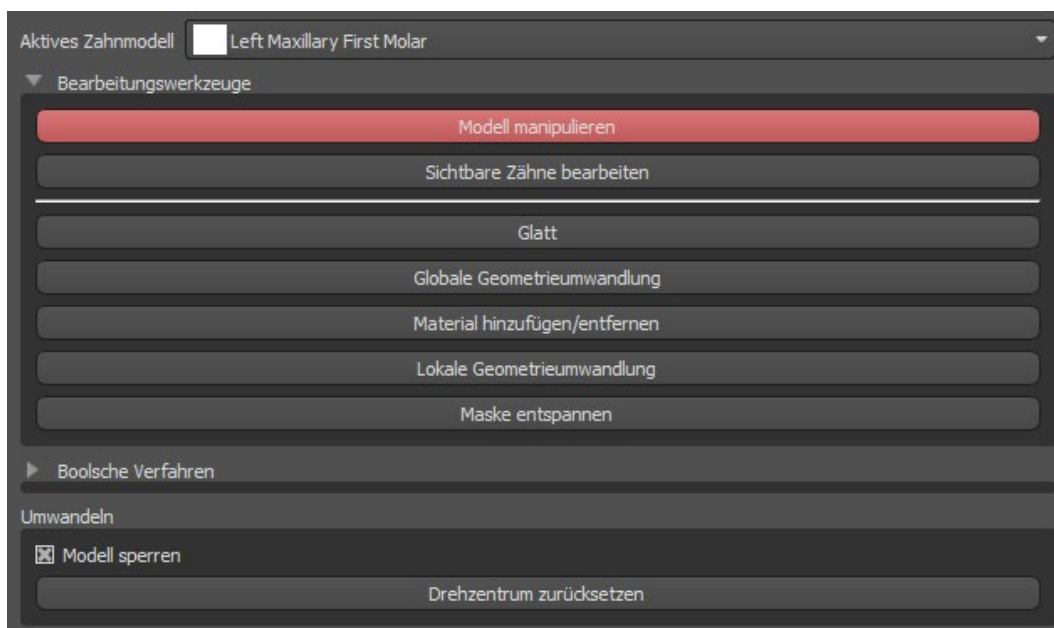 Aktives Zahnmodell Left Maxillary First Molar
Bearbeitungswerkzeuge
Modell manipulieren
Sichtbare Zähne bearbeiten
Glatt
Globale Geometrieumwandlung
Material hinzufügen/entfernen
Lokale Geometrieumwandlung
Maske entspannen
Boolsche Verfahren
Umwandeln
Modell sperren
Drehzentrum zurücksetzen